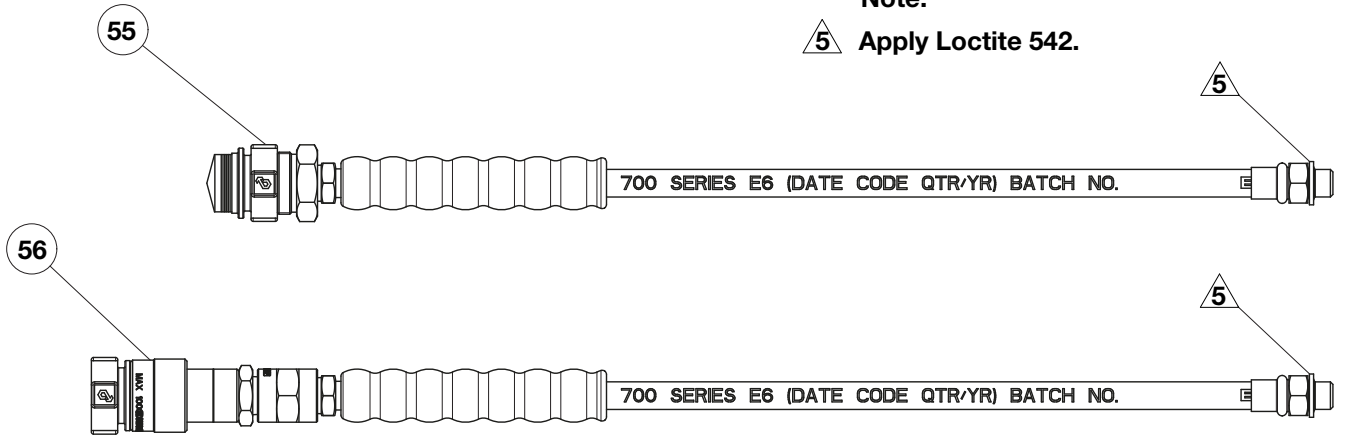 Note.
55
5 Apply Loctite 542.
5
700 SERIES E6 (DATE CODE QTR/YR) BATCH NO.
56
5
MAX
700 SERIES E6 (DATE CODE QTR/YR) BATCH NO.